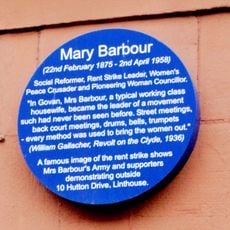 Mary Barbour
(22nd February 1875 - 2nd April 1958)
Social Reformer, Rent Strike Leader, Women's
Peace Crusader and Pioneering Woman Councillor.
"In Govan, Mrs Barbour, a typical working class
housewife, became the leader of a movement
such had never been seen before. Street meetings,
back court meetings, drums, bells, trumpets
- every method was used to bring the women out."
(William Gallacher, Revolt on the Clyde, 1936)
A famous image of the rent strike shows
Mrs Barbour's Army and supporters
demonstrating outside
10 Hutton Drive, Linthouse.